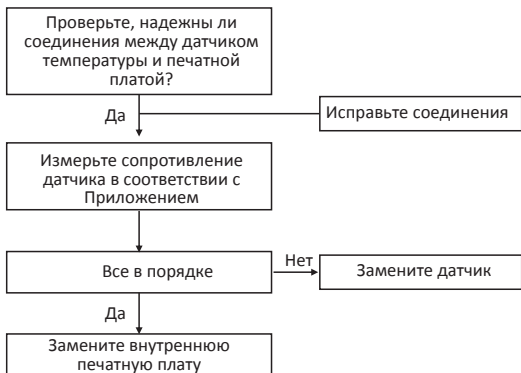 Проверьте, надежны ли
соединения между датчиком
температуры и печатной
платой?
Да
Исправьте соединения
Измерьте сопротивление
датчика в соответствии с
Приложением
Все в порядке
Нет
Замените датчик
Да
Замените внутреннюю
печатную плату